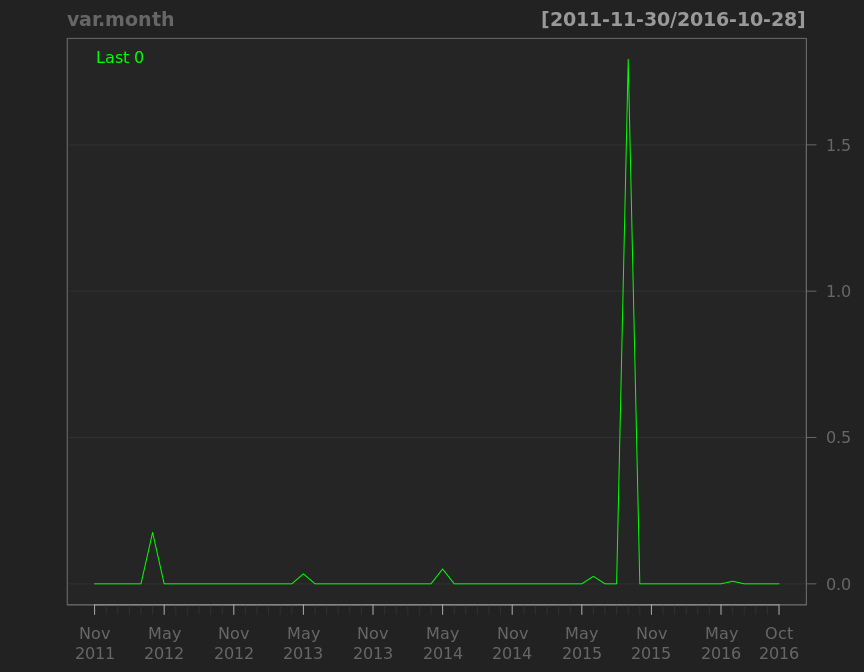 var.month [2011-11-30/2016-10-28]
Last 0
1.5
1.0
0.5
0.0
Nov May Nov May Nov May Nov May Nov May Oct
2011 2012 2012 2013 2013 2014 2014 2015 2015 2016 2016